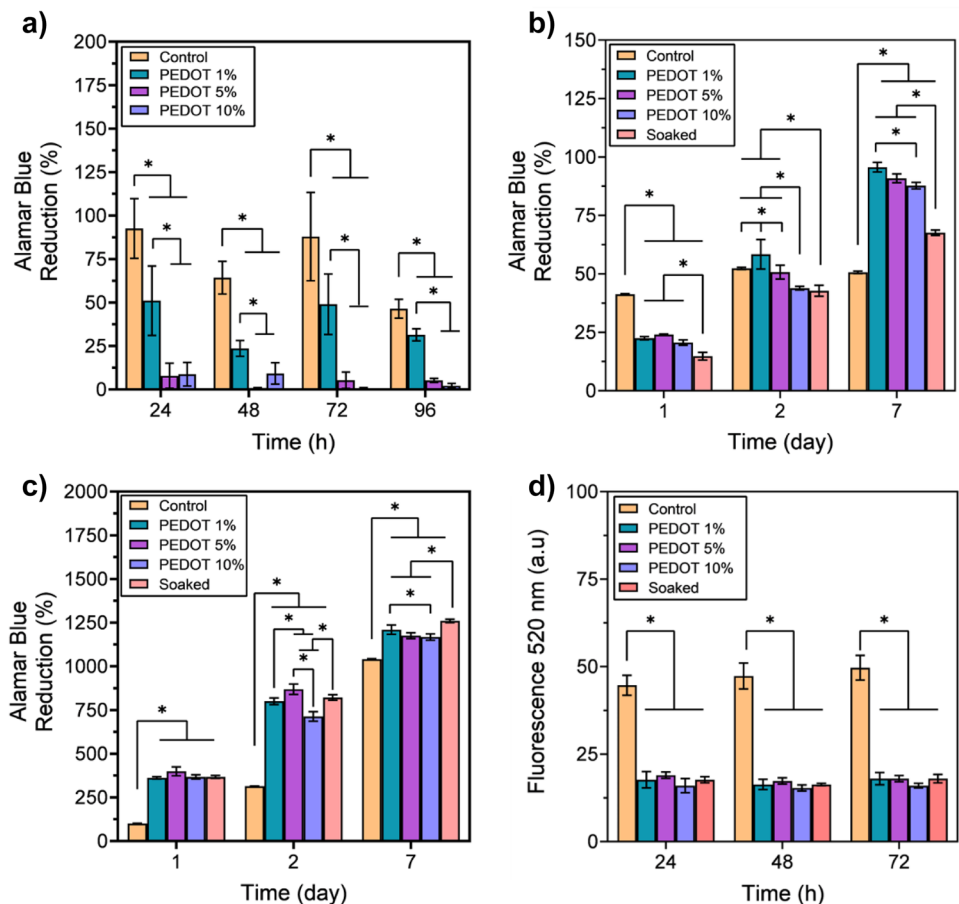 a)
200
175
150
125
100
75
50
25
0
Alamar Blue
Reduction (%)
Control
PEDOT 1%
PEDOT 5%
PEDOT 10%
*
*
*
*
*
*
*
*
24
48
72
96
Time (h)
b)
150
125
100
75
50
25
0
Alamar Blue
Reduction (%)
Control
PEDOT 1%
PEDOT 5%
PEDOT 10%
Soaked
*
*
*
*
*
*
*
*
1
2
7
Time (day)
c)
2000
1750
1500
1250
1000
750
500
250
0
Alamar Blue
Reduction (%)
Control
PEDOT 1%
PEDOT 5%
PEDOT 10%
Soaked
*
*
*
*
*
*
*
*
1
2
7
Time (day)
d)
100
75
50
25
0
Fluorescence 520 nm (a.u)
Control
PEDOT 1%
PEDOT 5%
PEDOT 10%
Soaked
*
*
*
24
48
72
Time (h)